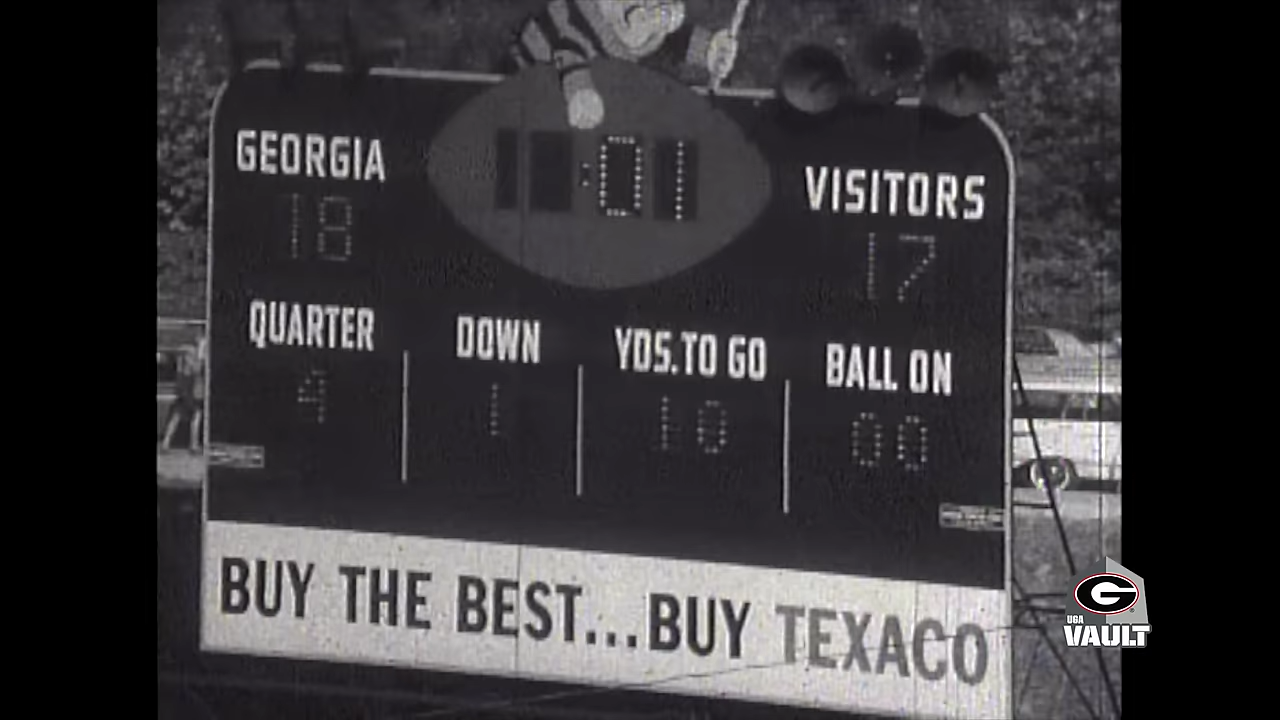 :01
GEORGIA
VISITORS
18
17
QUARTER
DOWN
YDS. TO GO
BALL ON
4
1
10
00
BUY THE BEST...BUY TEXACO
G
UGA
VAULT